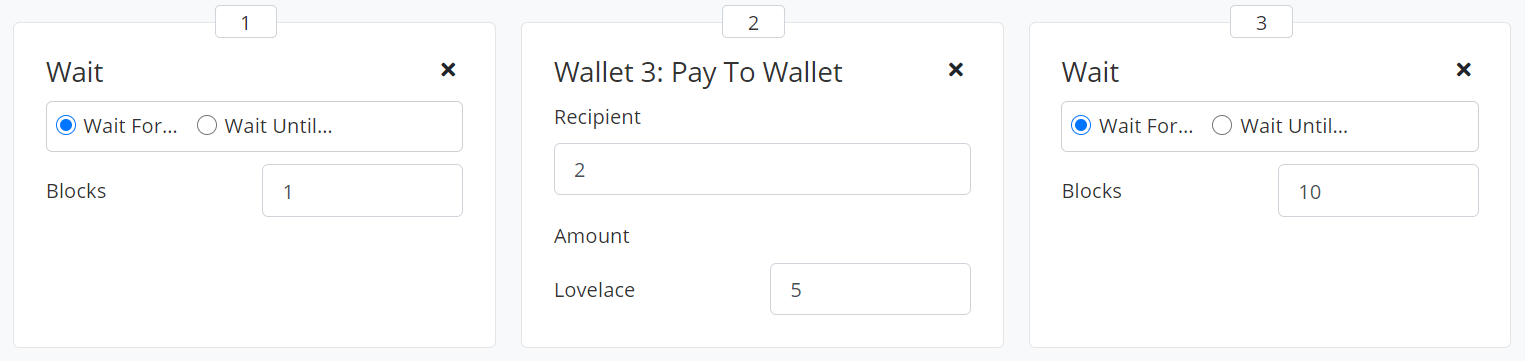 1
Wait
Wait For...
Wait Until...
Blocks
1
2
Wallet 3: Pay To Wallet
Recipient
2
Amount
Lovelace
5
3
Wait
Wait For...
Wait Until...
Blocks
10